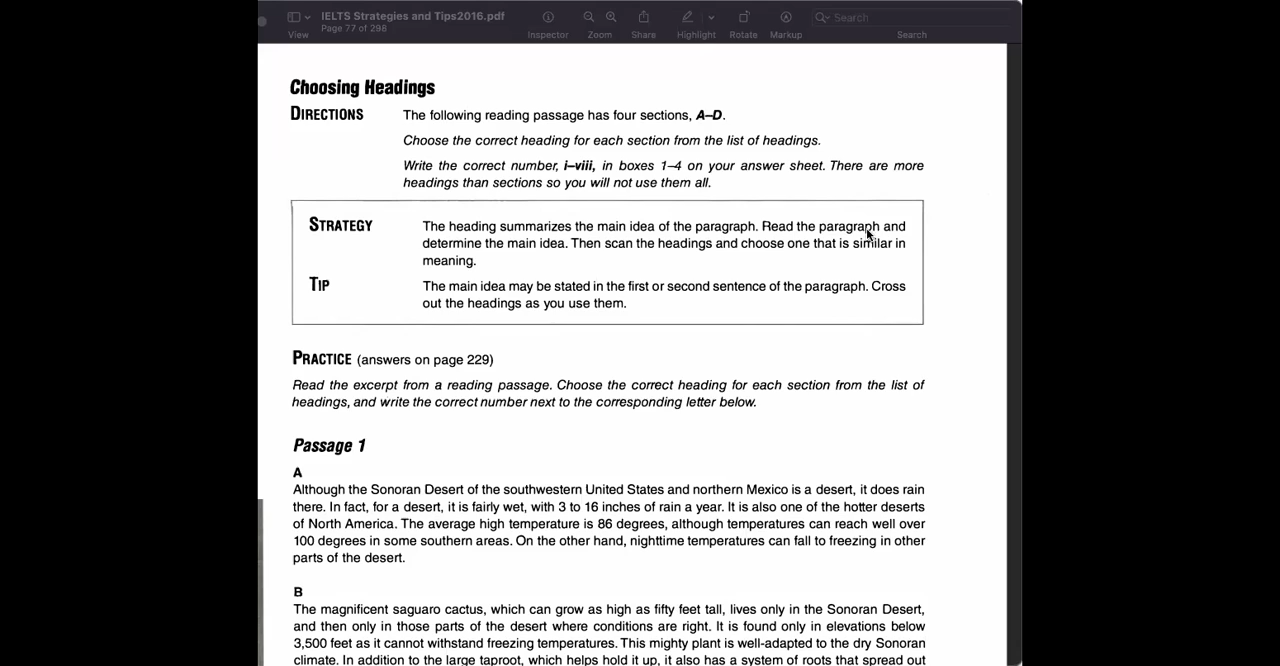 IELTS Strategies and Tips2016.pdf
Page 77 of 298
View
Inspector
Zoom
Share
Highlight
Rotate
Markup
Search
Search
Choosing Headings
DIRECTIONS
The following reading passage has four sections, A–D.
Choose the correct heading for each section from the list of headings.
Write the correct number, i–viii, in boxes 1–4 on your answer sheet. There are more
headings than sections so you will not use them all.
STRATEGY
The heading summarizes the main idea of the paragraph. Read the paragraph and
determine the main idea. Then scan the headings and choose one that is similar in
meaning.
TIP
The main idea may be stated in the first or second sentence of the paragraph. Cross
out the headings as you use them.
PRACTICE (answers on page 229)
Read the excerpt from a reading passage. Choose the correct heading for each section from the list of
headings, and write the correct number next to the corresponding letter below.
Passage 1
A
Although the Sonoran Desert of the southwestern United States and northern Mexico is a desert, it does rain
there. In fact, for a desert, it is fairly wet, with 3 to 16 inches of rain a year. It is also one of the hotter deserts
of North America. The average high temperature is 86 degrees, although temperatures can reach well over
100 degrees in some southern areas. On the other hand, nighttime temperatures can fall to freezing in other
parts of the desert.
B
The magnificent saguaro cactus, which can grow as high as fifty feet tall, lives only in the Sonoran Desert,
and then only in those parts of the desert where conditions are right. It is found only in elevations below
3,500 feet as it cannot withstand freezing temperatures. This mighty plant is well-adapted to the dry Sonoran
climate. In addition to the large taproot, which helps hold it up, it also has a system of roots that spread out